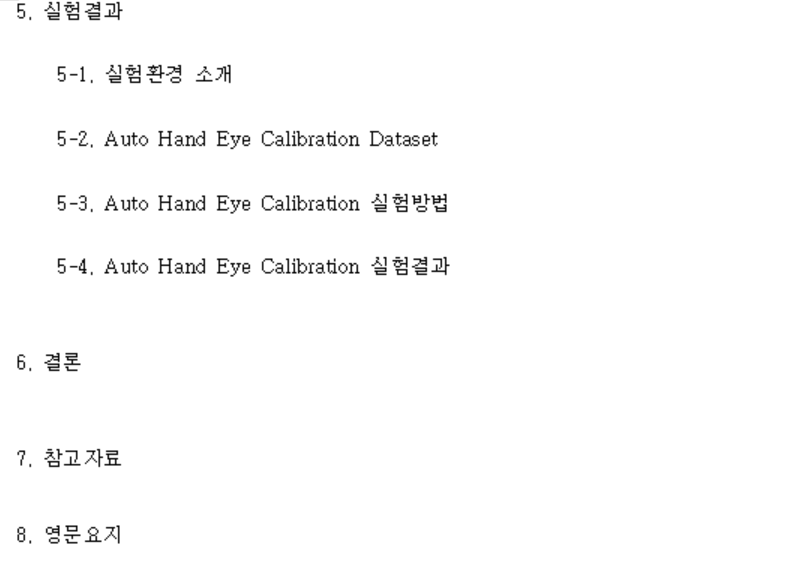 5. 실험결과
5-1. 실험환경 소개
5-2. Auto Hand Eye Calibration Dataset
5-3. Auto Hand Eye Calibration 실험방법
5-4. Auto Hand Eye Calibration 실험결과
6. 결론
7. 참고자료
8. 영문요지